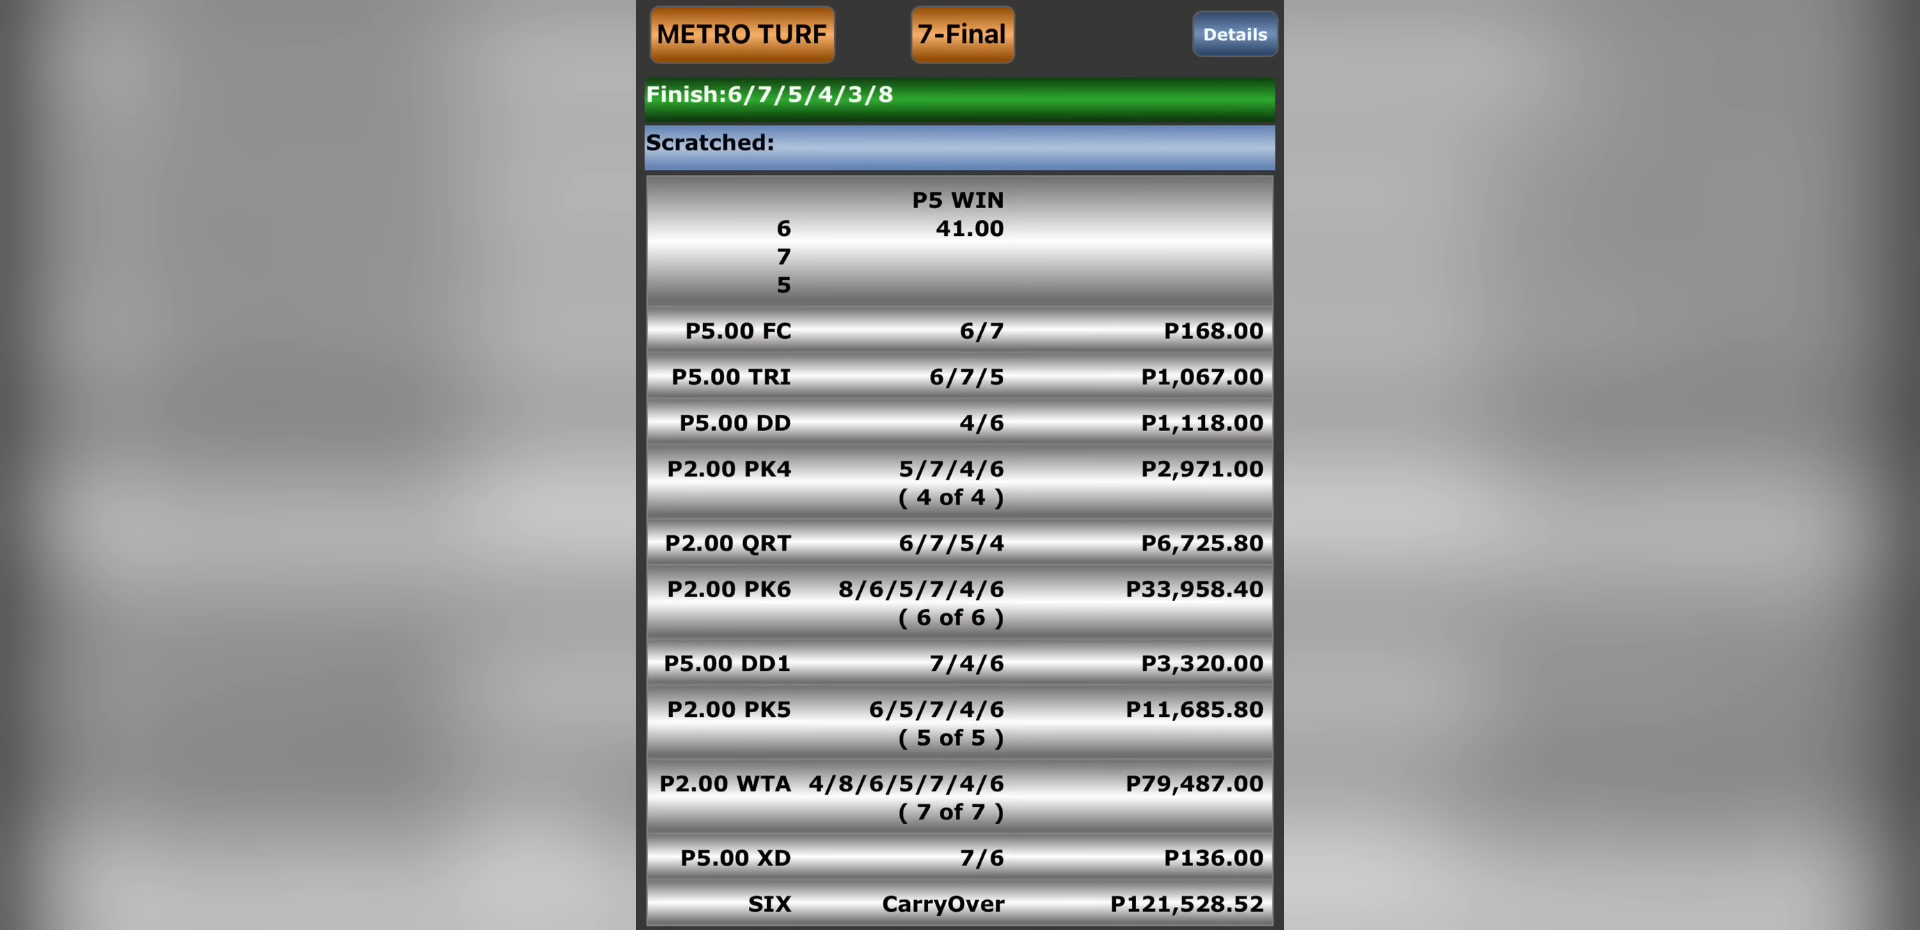 METRO TURF 7-Final Details
Finish:6/7/5/4/3/8
Scratched:
P5 WIN
6 41.00
7
5
P5.00 FC 6/7 P168.00
P5.00 TRI 6/7/5 P1,067.00
P5.00 DD 4/6 P1,118.00
P2.00 PK4 5/7/4/6 P2,971.00
( 4 of 4 )
P2.00 QRT 6/7/5/4 P6,725.80
P2.00 PK6 8/6/5/7/4/6 P33,958.40
( 6 of 6 )
P5.00 DD1 7/4/6 P3,320.00
P2.00 PK5 6/5/7/4/6 P11,685.80
( 5 of 5 )
P2.00 WTA 4/8/6/5/7/4/6 P79,487.00
( 7 of 7 )
P5.00 XD 7/6 P136.00
SIX CarryOver P121,528.52